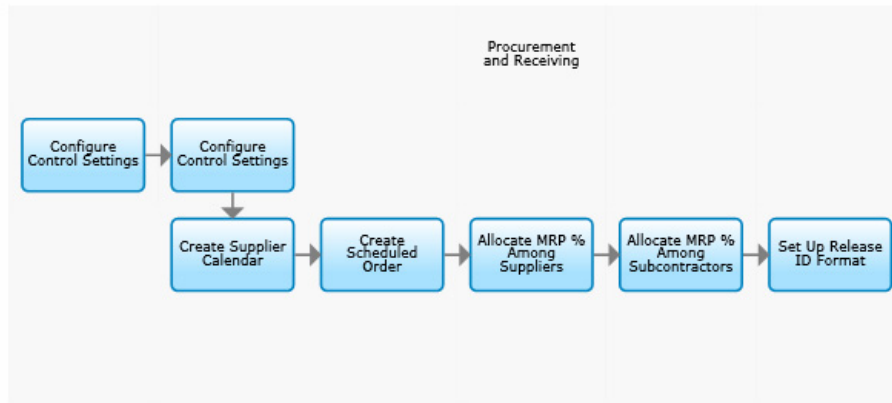 Procurement
and Receiving
Configure
Control Settings
Configure
Control Settings
Create Supplier
Calendar
Create
Scheduled
Order
Allocate MRP %
Among
Suppliers
Allocate MRP %
Among
Subcontractors
Set Up Release
ID Format